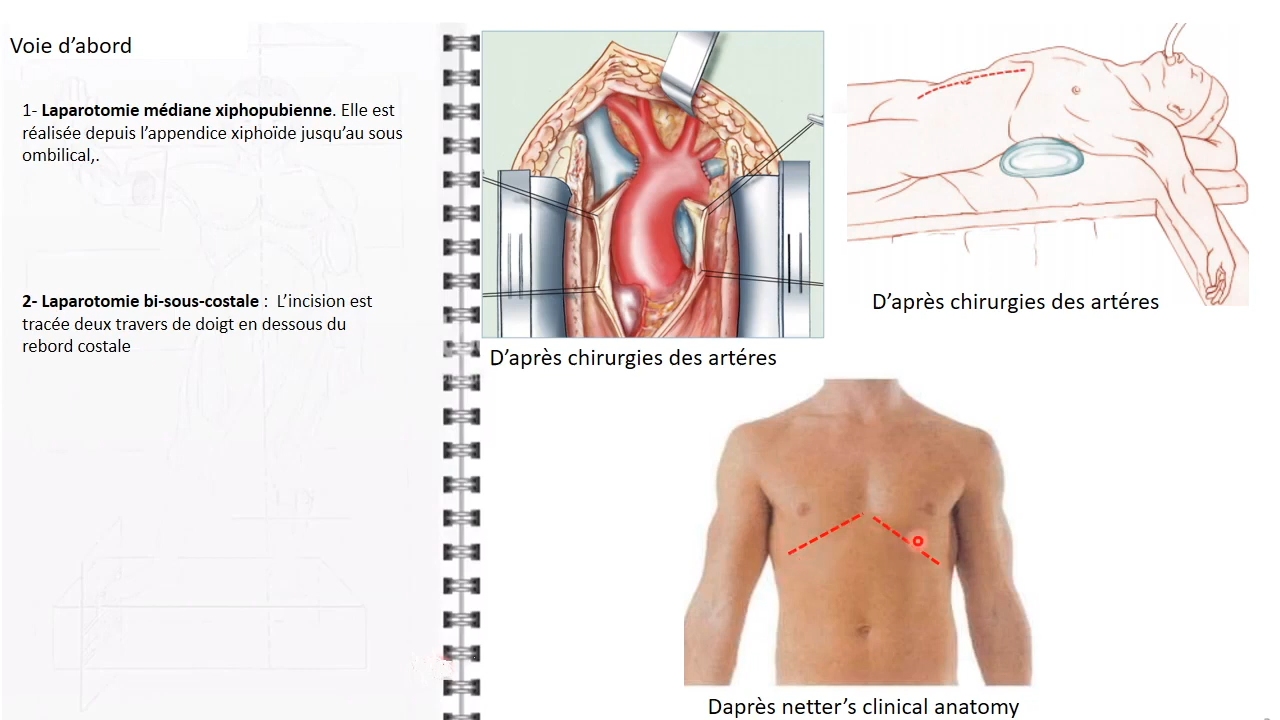 Voie d’abord
1- Laparotomie médiane xiphopubienne. Elle est
réalisée depuis l’appendice xiphoïde jusqu’au sous
ombilical,.
2- Laparotomie bi-sous-costale : L’incision est
tracée deux travers de doigt en dessous du
rebord costale
D’après chirurgies des artéres
D’après chirurgies des artéres
Daprès netter’s clinical anatomy